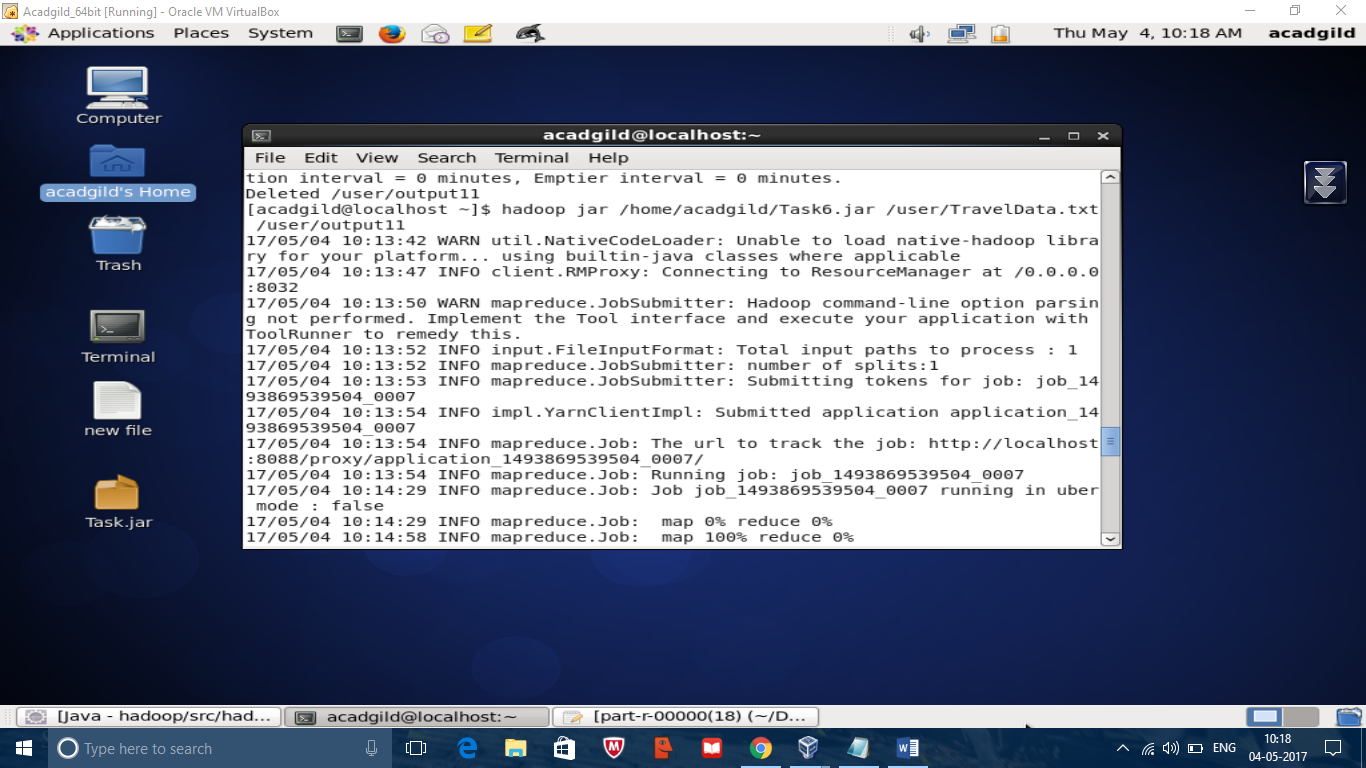 Acadgild_64bit [Running] - Oracle VM VirtualBox
Applications Places System
Thu May 4, 10:18 AM acadgild
Computer
acadgild's Home
Trash
Terminal
new file
Task.jar
acadgild@localhost:~
File Edit View Search Terminal Help
tion interval = 0 minutes, Emptier interval = 0 minutes.
Deleted /user/output11
[acadgild@localhost ~]$ hadoop jar /home/acadgild/Task6.jar /user/TravelData.txt
/user/output11
17/05/04 10:13:42 WARN util.NativeCodeLoader: Unable to load native-hadoop libra
ry for your platform... using builtin-java classes where applicable
17/05/04 10:13:47 INFO client.RMProxy: Connecting to ResourceManager at /0.0.0.0
:8032
17/05/04 10:13:50 WARN mapreduce.JobSubmitter: Hadoop command-line option parsin
g not performed. Implement the Tool interface and execute your application with
ToolRunner to remedy this.
17/05/04 10:13:52 INFO input.FileInputFormat: Total input paths to process : 1
17/05/04 10:13:52 INFO mapreduce.JobSubmitter: number of splits:1
17/05/04 10:13:53 INFO mapreduce.JobSubmitter: Submitting tokens for job: job_14
93869539504_0007
17/05/04 10:13:54 INFO impl.YarnClientImpl: Submitted application application_14
93869539504_0007
17/05/04 10:13:54 INFO mapreduce.Job: The url to track the job: http://localhost
:8088/proxy/application_1493869539504_0007/
17/05/04 10:13:54 INFO mapreduce.Job: Running job: job_1493869539504_0007
17/05/04 10:14:29 INFO mapreduce.Job: Job job_1493869539504_0007 running in uber
mode : false
17/05/04 10:14:29 INFO mapreduce.Job:  map 0% reduce 0%
17/05/04 10:14:58 INFO mapreduce.Job:  map 100% reduce 0%
[Java - hadoop/src/had...
acadgild@localhost:~
[part-r-00000(18) (~/D...
Type here to search
ENG
10:18
04-05-2017